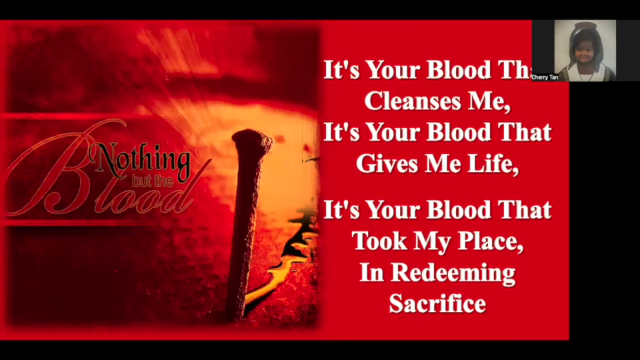 Nothing
but the
Blood
It's Your Blood Tha
Cleanses Me,
It's Your Blood That
Gives Me Life,
It's Your Blood That
Took My Place,
In Redeeming
Sacrifice
Cherry Tan